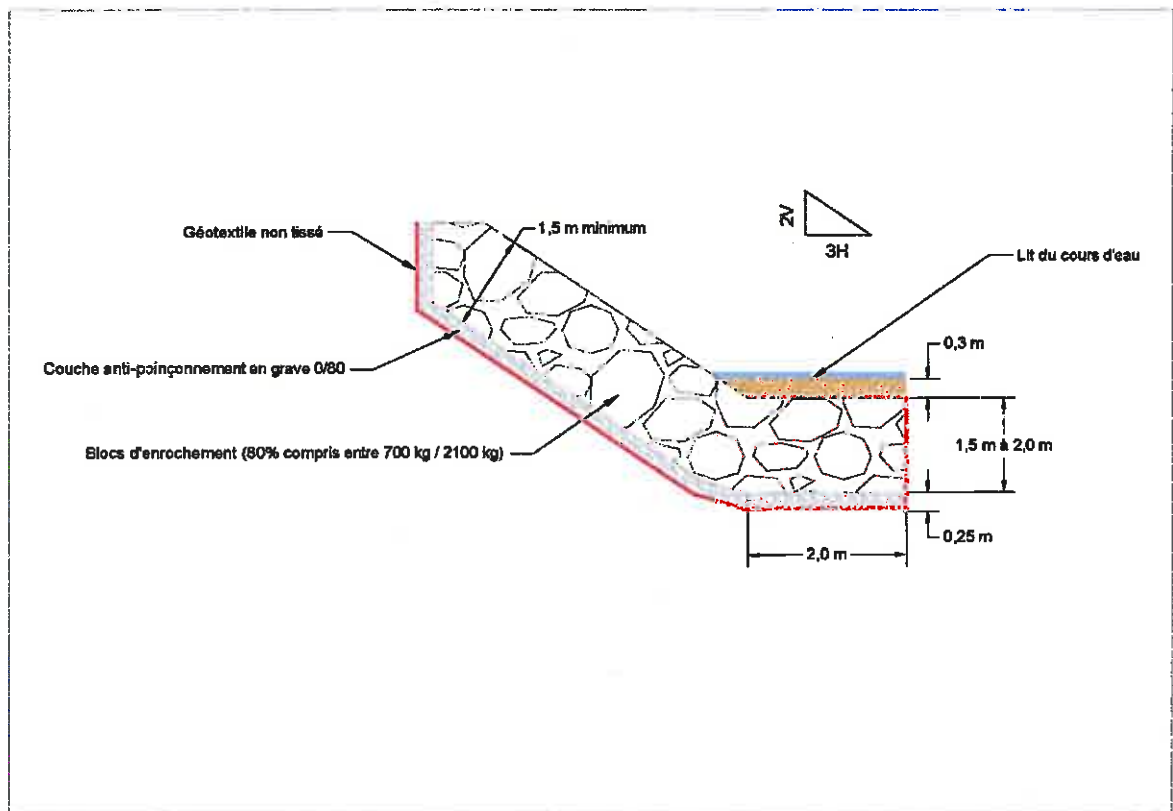 Géotextile non tissé
1,5 m minimum
2V
3H
Lit du cours d'eau
0,3 m
Couche anti-poinçonnement en grave 0/80
Blocs d'enrochement (80% compris entre 700 kg / 2100 kg)
1,5 m à 2,0 m
0,25 m
2,0 m